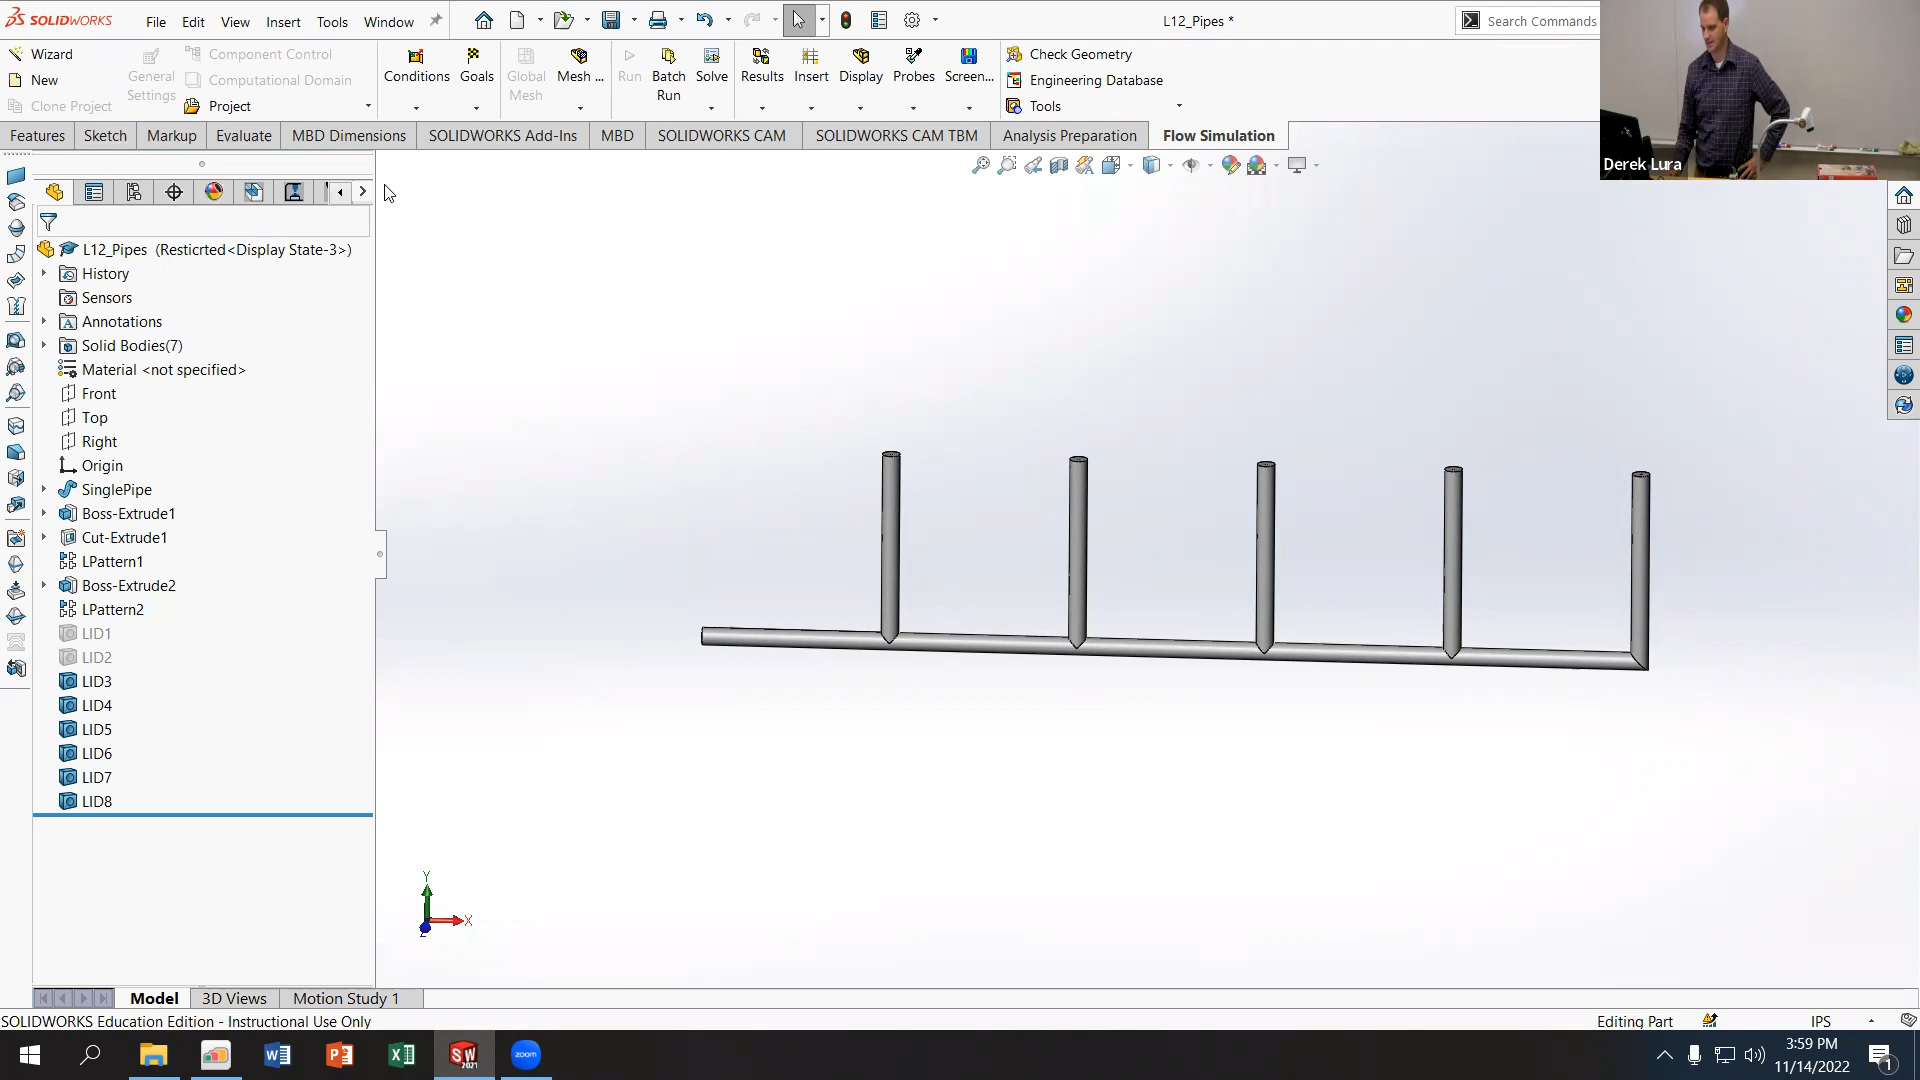 SOLIDWORKS
File Edit View Insert Tools Window
L12_Pipes *
Search Commands
Wizard
New
Clone Project
General Settings
Component Control
Computational Domain
Project
Conditions
Goals
Global Mesh
Mesh ...
Run
Batch Run
Solve
Results
Insert
Display
Probes
Screen...
Check Geometry
Engineering Database
Tools
Derek Lura
Features Sketch Markup Evaluate MBD Dimensions SOLIDWORKS Add-Ins MBD SOLIDWORKS CAM SOLIDWORKS CAM TBM Analysis Preparation Flow Simulation
L12_Pipes (Resticrted<Display State-3>)
History
Sensors
Annotations
Solid Bodies(7)
Material <not specified>
Front
Top
Right
Origin
SinglePipe
Boss-Extrude1
Cut-Extrude1
LPattern1
Boss-Extrude2
LPattern2
LID1
LID2
LID3
LID4
LID5
LID6
LID7
LID8
Y
X
Z
Model 3D Views Motion Study 1
SOLIDWORKS Education Edition - Instructional Use Only
Editing Part
IPS
SW
2021
zoom
3:59 PM
11/14/2022
1